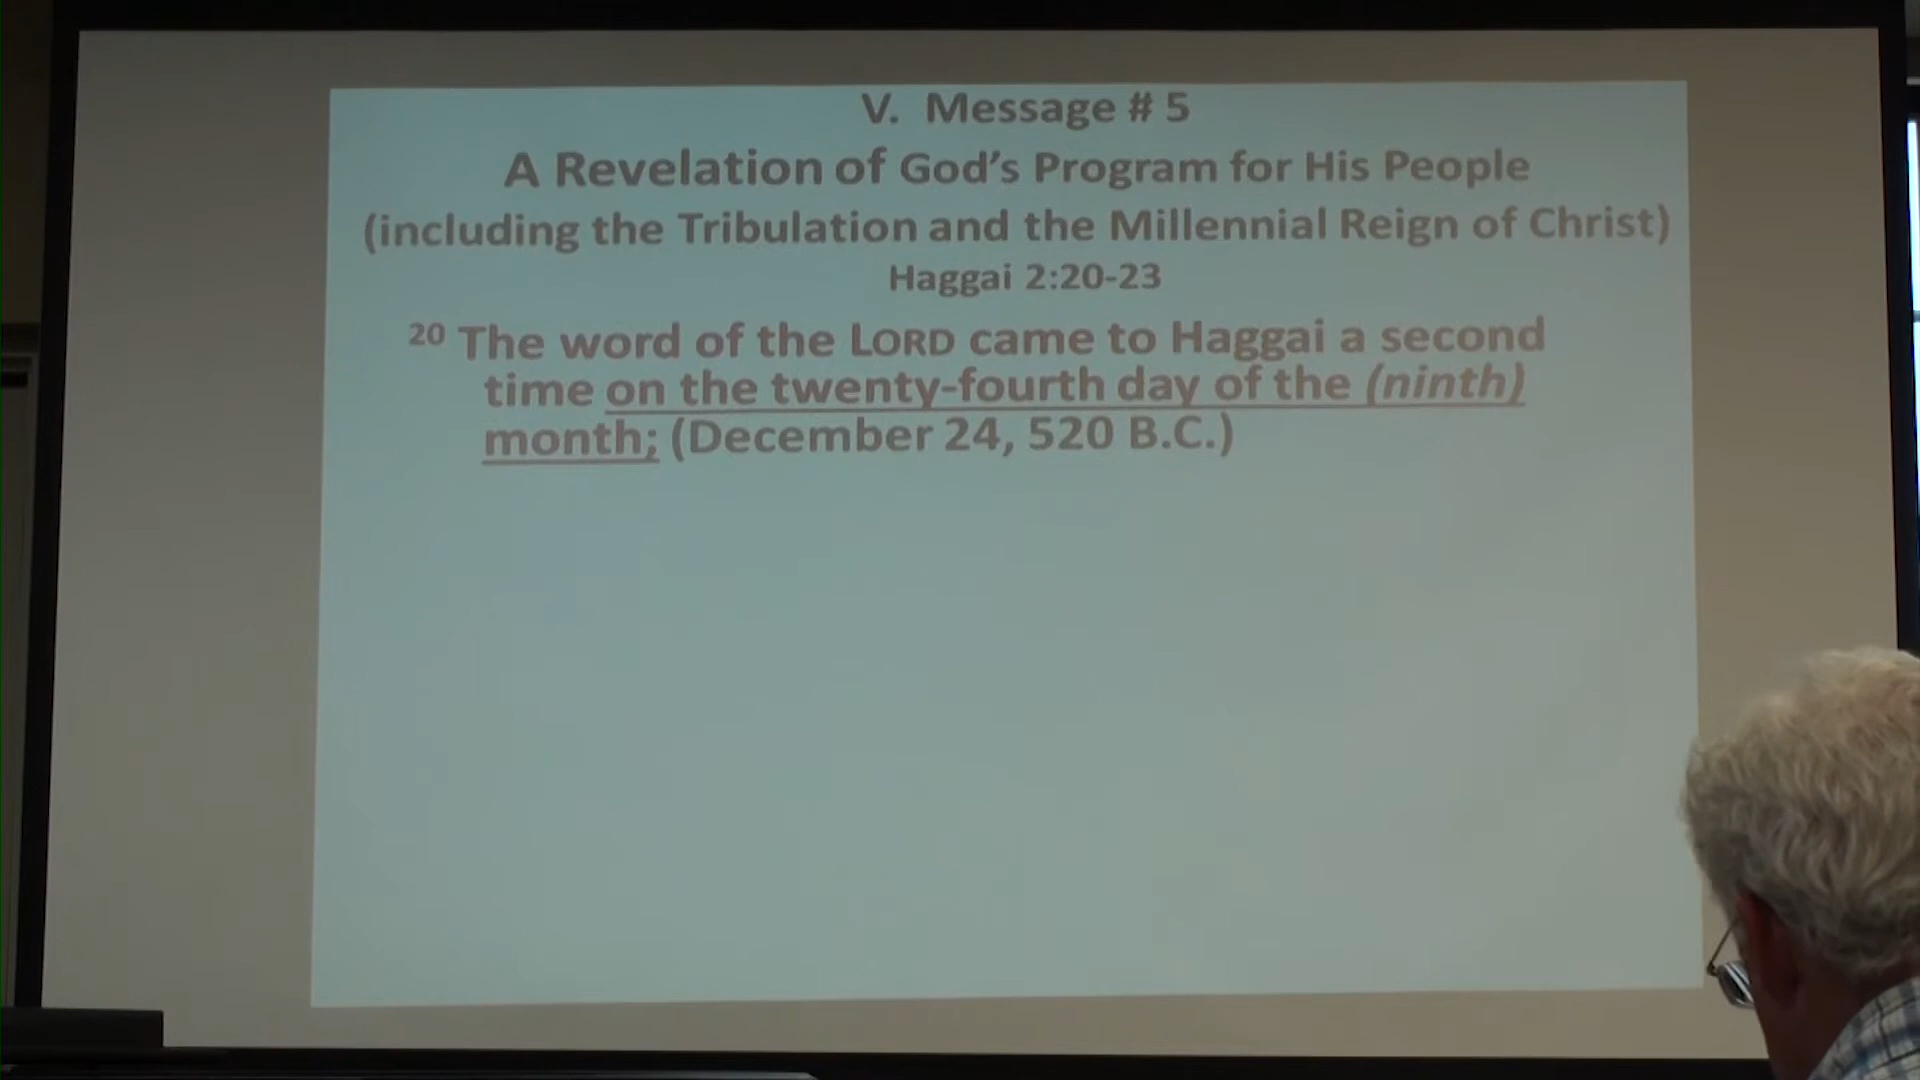 V. Message # 5
A Revelation of God’s Program for His People
(including the Tribulation and the Millennial Reign of Christ)
Haggai 2:20-23
20 The word of the LORD came to Haggai a second
time on the twenty-fourth day of the (ninth)
month; (December 24, 520 B.C.)